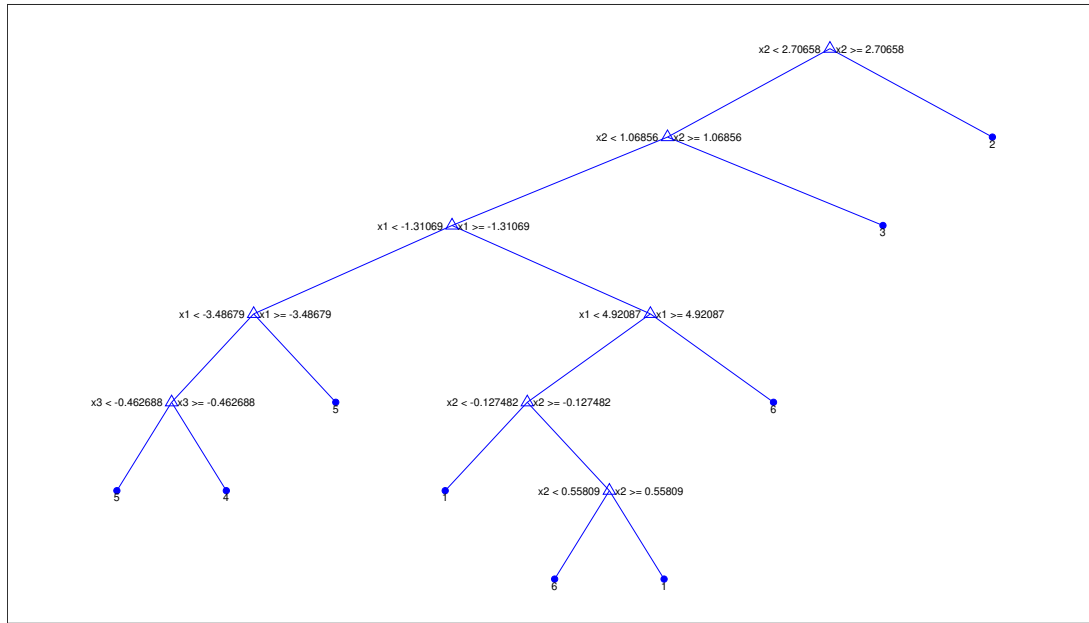 x2 < 2.70658 x2 >= 2.70658
x2 < 1.06856 x2 >= 1.06856
2
x1 < -1.31069 x1 >= -1.31069
3
x1 < -3.48679 x1 >= -3.48679
x1 < 4.92087 x1 >= 4.92087
x3 < -0.462688 x3 >= -0.462688
5
x2 < -0.127482 x2 >= -0.127482
6
5
4
1
x2 < 0.55809 x2 >= 0.55809
6
1